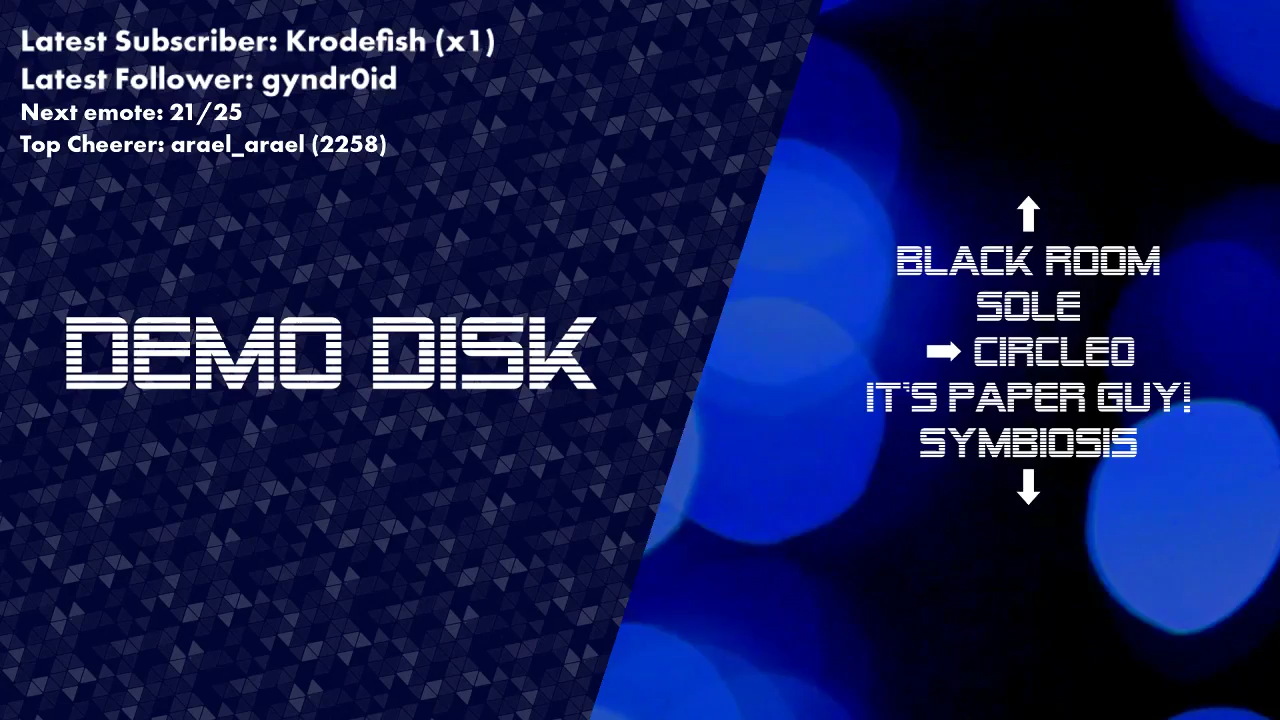 Latest Subscriber: Krodefish (x1)
Latest Follower: gyndr0id
Next emote: 21/25
Top Cheerer: arael_arael (2258)
DEMO DISK
BLACK ROOM
SOLE
CIRCLE0
IT'S PAPER GUY!
SYMBIOSIS